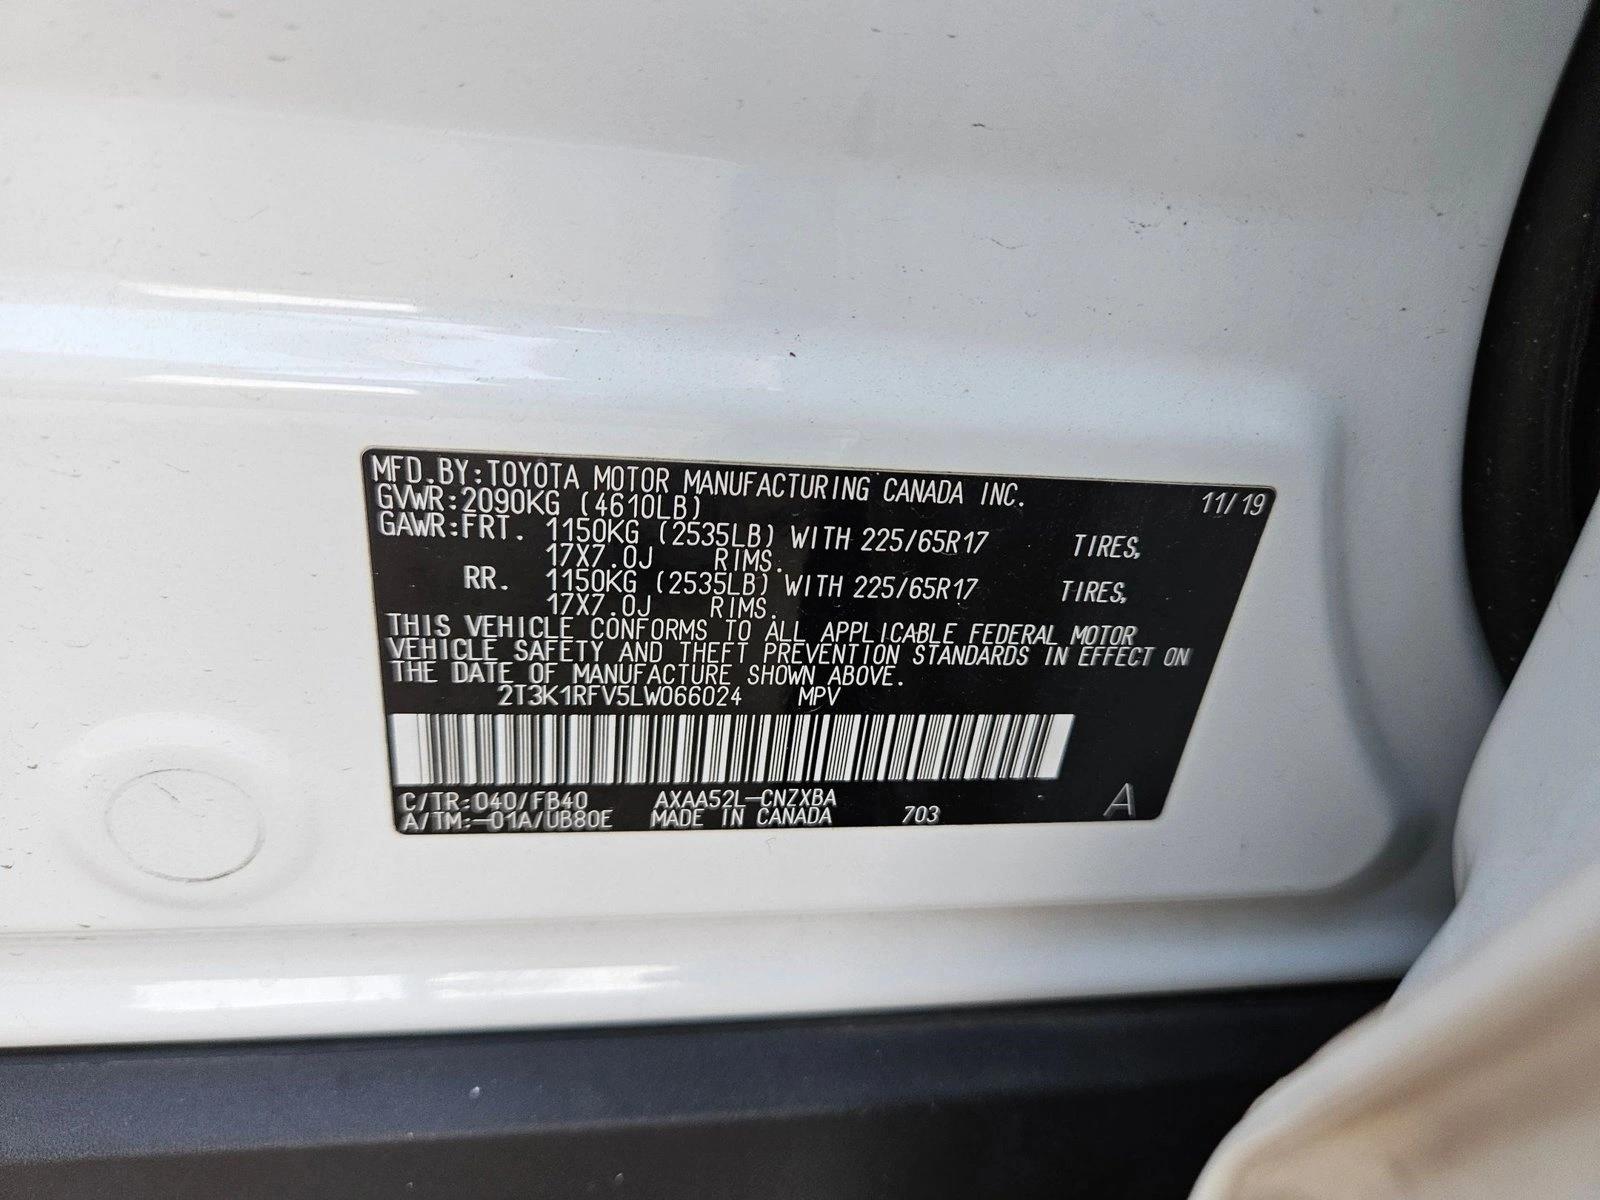 MFD.BY:TOYOTA MOTOR MANUFACTURING CANADA INC. 11/19
GVWR:2090KG (4610LB)
GAWR:FRT. 1150KG (2535LB) WITH 225/65R17 TIRES,
17X7.0J RIMS.
RR. 1150KG (2535LB) WITH 225/65R17 TIRES,
17X7.0J RIMS.
THIS VEHICLE CONFORMS TO ALL APPLICABLE FEDERAL MOTOR
VEHICLE SAFETY AND THEFT PREVENTION STANDARDS IN EFFECT ON
THE DATE OF MANUFACTURE SHOWN ABOVE.
2T3K1RFV5LW066024 MPV
C/TR:040/FB40 AXAA52L-CNZXBA
A/TM:-01A/UB80E MADE IN CANADA 703 A